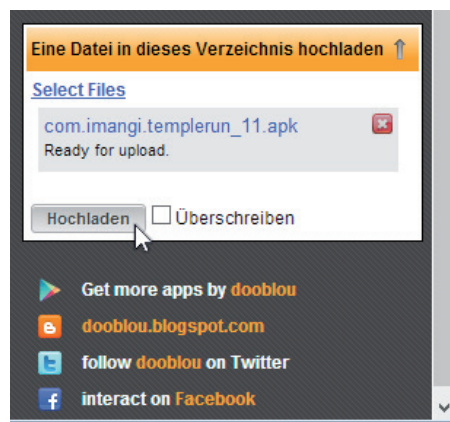 Eine Datei in dieses Verzeichnis hochladen
Select Files
com.imangi.templerun_11.apk
Ready for upload.
Hochladen Überschreiben
Get more apps by dooblou
dooblou.blogspot.com
follow dooblou on Twitter
interact on Facebook